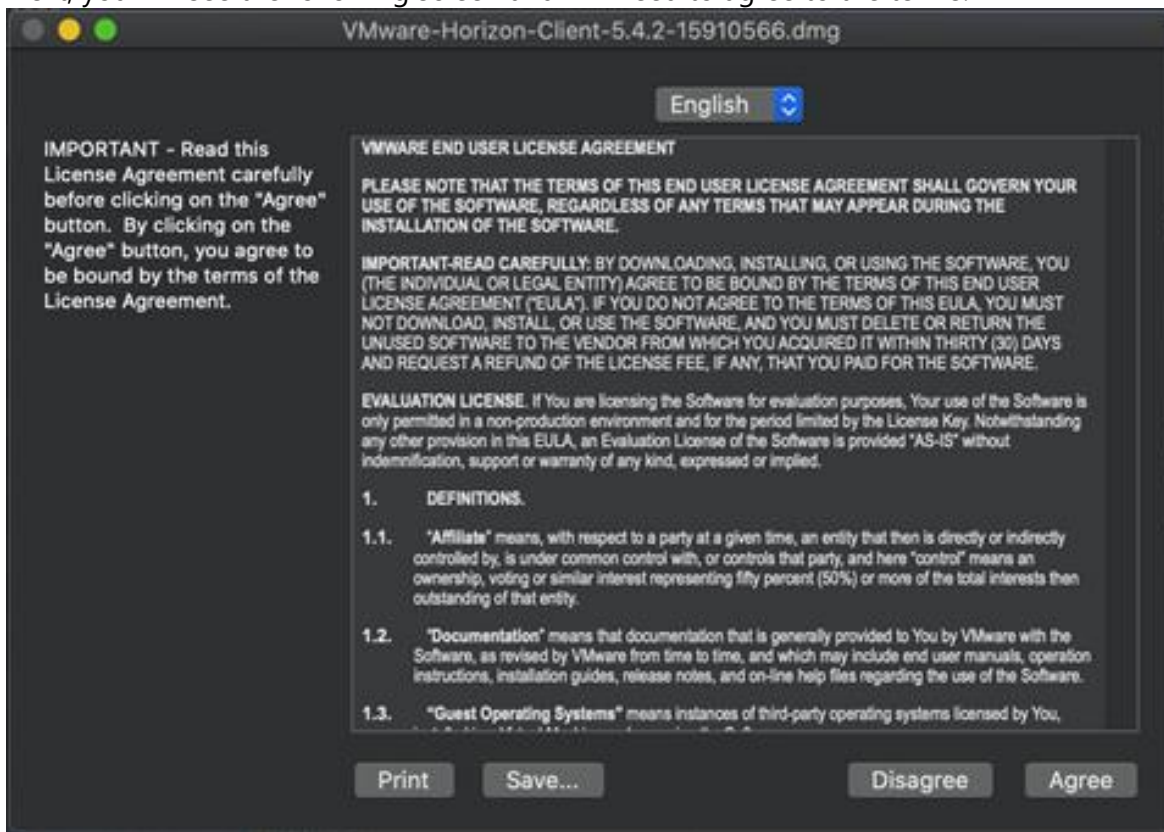 VMware-Horizon-Client-5.4.2-15910566.dmg
English
IMPORTANT - Read this
License Agreement carefully
before clicking on the "Agree"
button. By clicking on the
"Agree" button, you agree to
be bound by the terms of the
License Agreement.
VMWARE END USER LICENSE AGREEMENT
PLEASE NOTE THAT THE TERMS OF THIS END USER LICENSE AGREEMENT SHALL GOVERN YOUR
USE OF THE SOFTWARE, REGARDLESS OF ANY TERMS THAT MAY APPEAR DURING THE
INSTALLATION OF THE SOFTWARE.
IMPORTANT-READ CAREFULLY: BY DOWNLOADING, INSTALLING, OR USING THE SOFTWARE, YOU
(THE INDIVIDUAL OR LEGAL ENTITY) AGREE TO BE BOUND BY THE TERMS OF THIS END USER
LICENSE AGREEMENT ("EULA"). IF YOU DO NOT AGREE TO THE TERMS OF THIS EULA, YOU MUST
NOT DOWNLOAD, INSTALL, OR USE THE SOFTWARE, AND YOU MUST DELETE OR RETURN THE
UNUSED SOFTWARE TO THE VENDOR FROM WHICH YOU ACQUIRED IT WITHIN THIRTY (30) DAYS
AND REQUEST A REFUND OF THE LICENSE FEE, IF ANY, THAT YOU PAID FOR THE SOFTWARE.
EVALUATION LICENSE. If You are licensing the Software for evaluation purposes, Your use of the Software is
only permitted in a non-production environment and for the period limited by the License Key. Notwithstanding
any other provision in this EULA, an Evaluation License of the Software is provided "AS-IS" without
indemnification, support or warranty of any kind, expressed or implied.
1. DEFINITIONS.
1.1. "Affiliate" means, with respect to a party at a given time, an entity that then is directly or indirectly
controlled by, is under common control with, or controls that party, and here "control" means an
ownership, voting or similar interest representing fifty percent (50%) or more of the total interests then
outstanding of that entity.
1.2. "Documentation" means that documentation that is generally provided to You by VMware with the
Software, as revised by VMware from time to time, and which may include end user manuals, operation
instructions, installation guides, release notes, and on-line help files regarding the use of the Software.
1.3. "Guest Operating Systems" means instances of third-party operating systems licensed by You,
Print Save... Disagree Agree